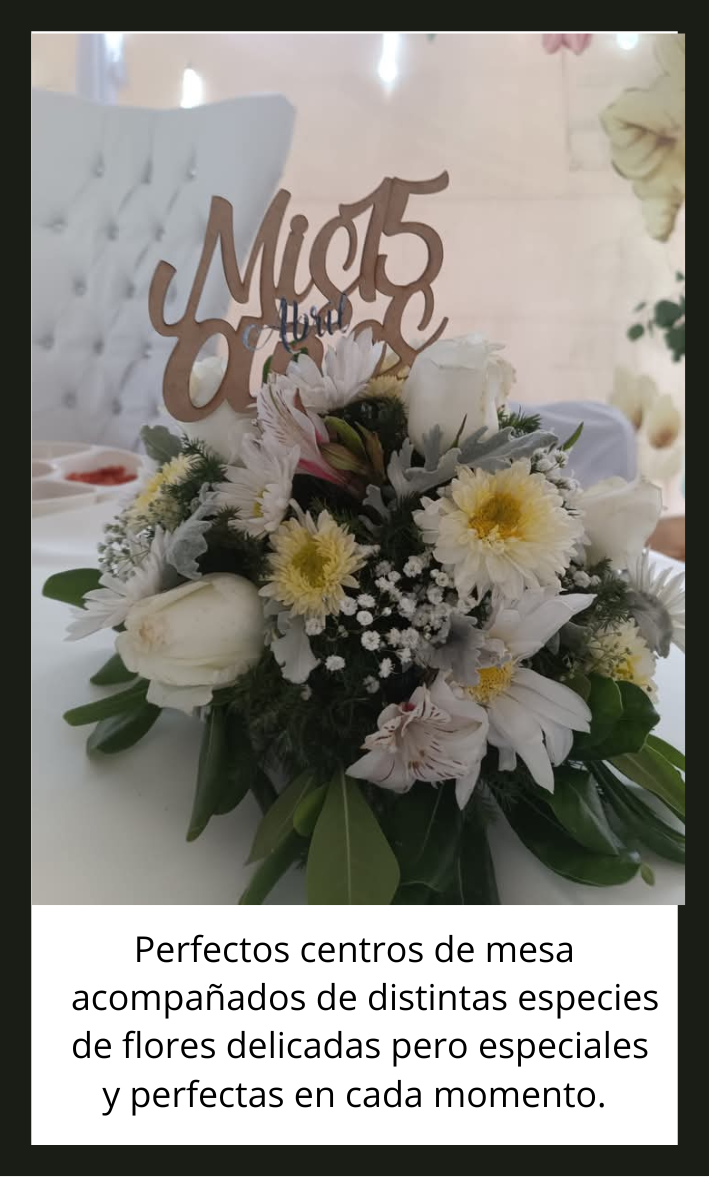 Mis 15
Abril
Perfectos centros de mesa
acompañados de distintas especies
de flores delicadas pero especiales
y perfectas en cada momento.